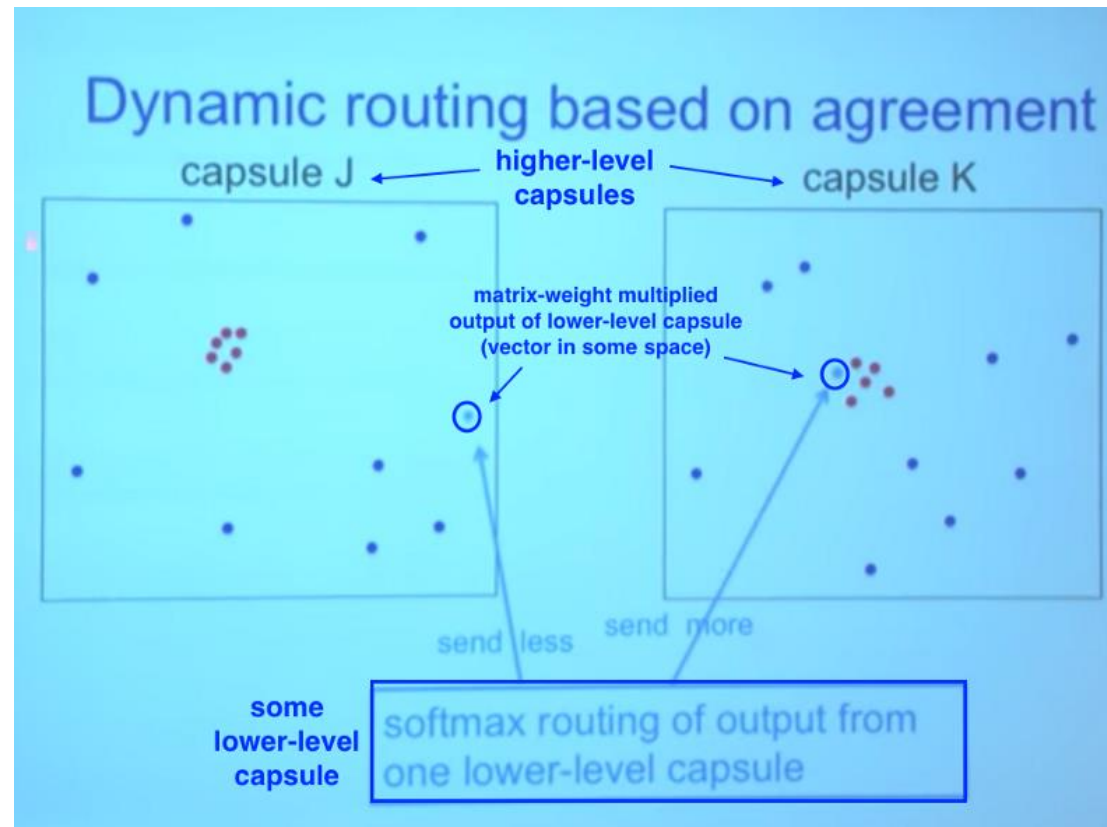 Dynamic routing based on agreement
capsule J
higher-level
capsules
capsule K
matrix-weight multiplied
output of lower-level capsule
(vector in some space)
send less
send more
some
lower-level
capsule
softmax routing of output from
one lower-level capsule